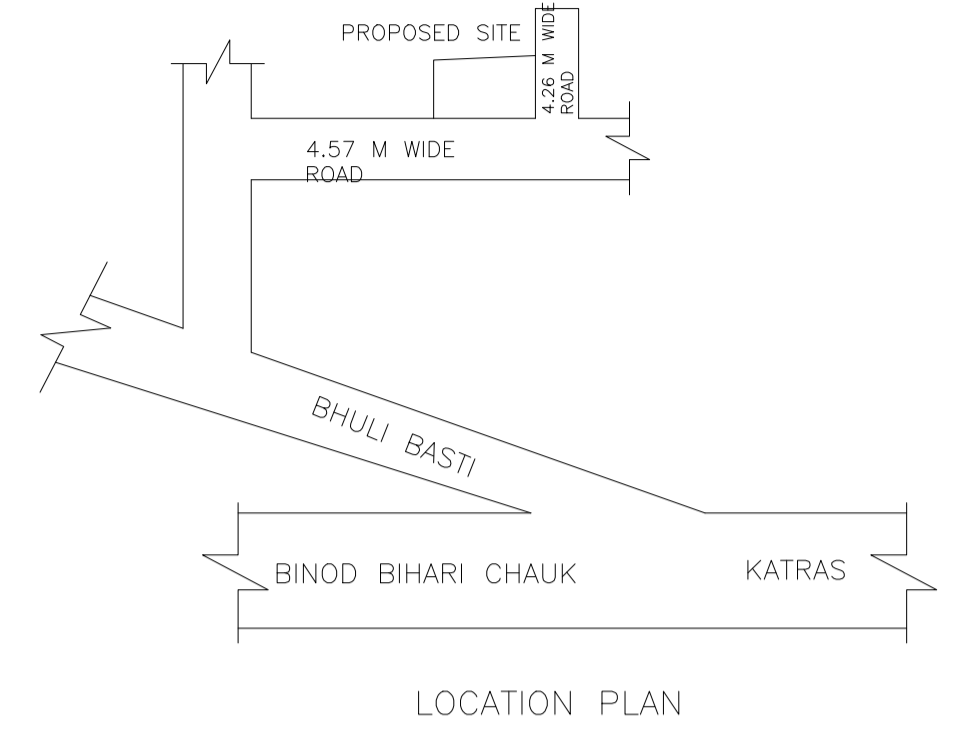 PROPOSED SITE
4.26 M WIDE
ROAD
4.57 M WIDE
ROAD
BHULI BASTI
BINOD BIHARI CHAUK
KATRAS
LOCATION PLAN